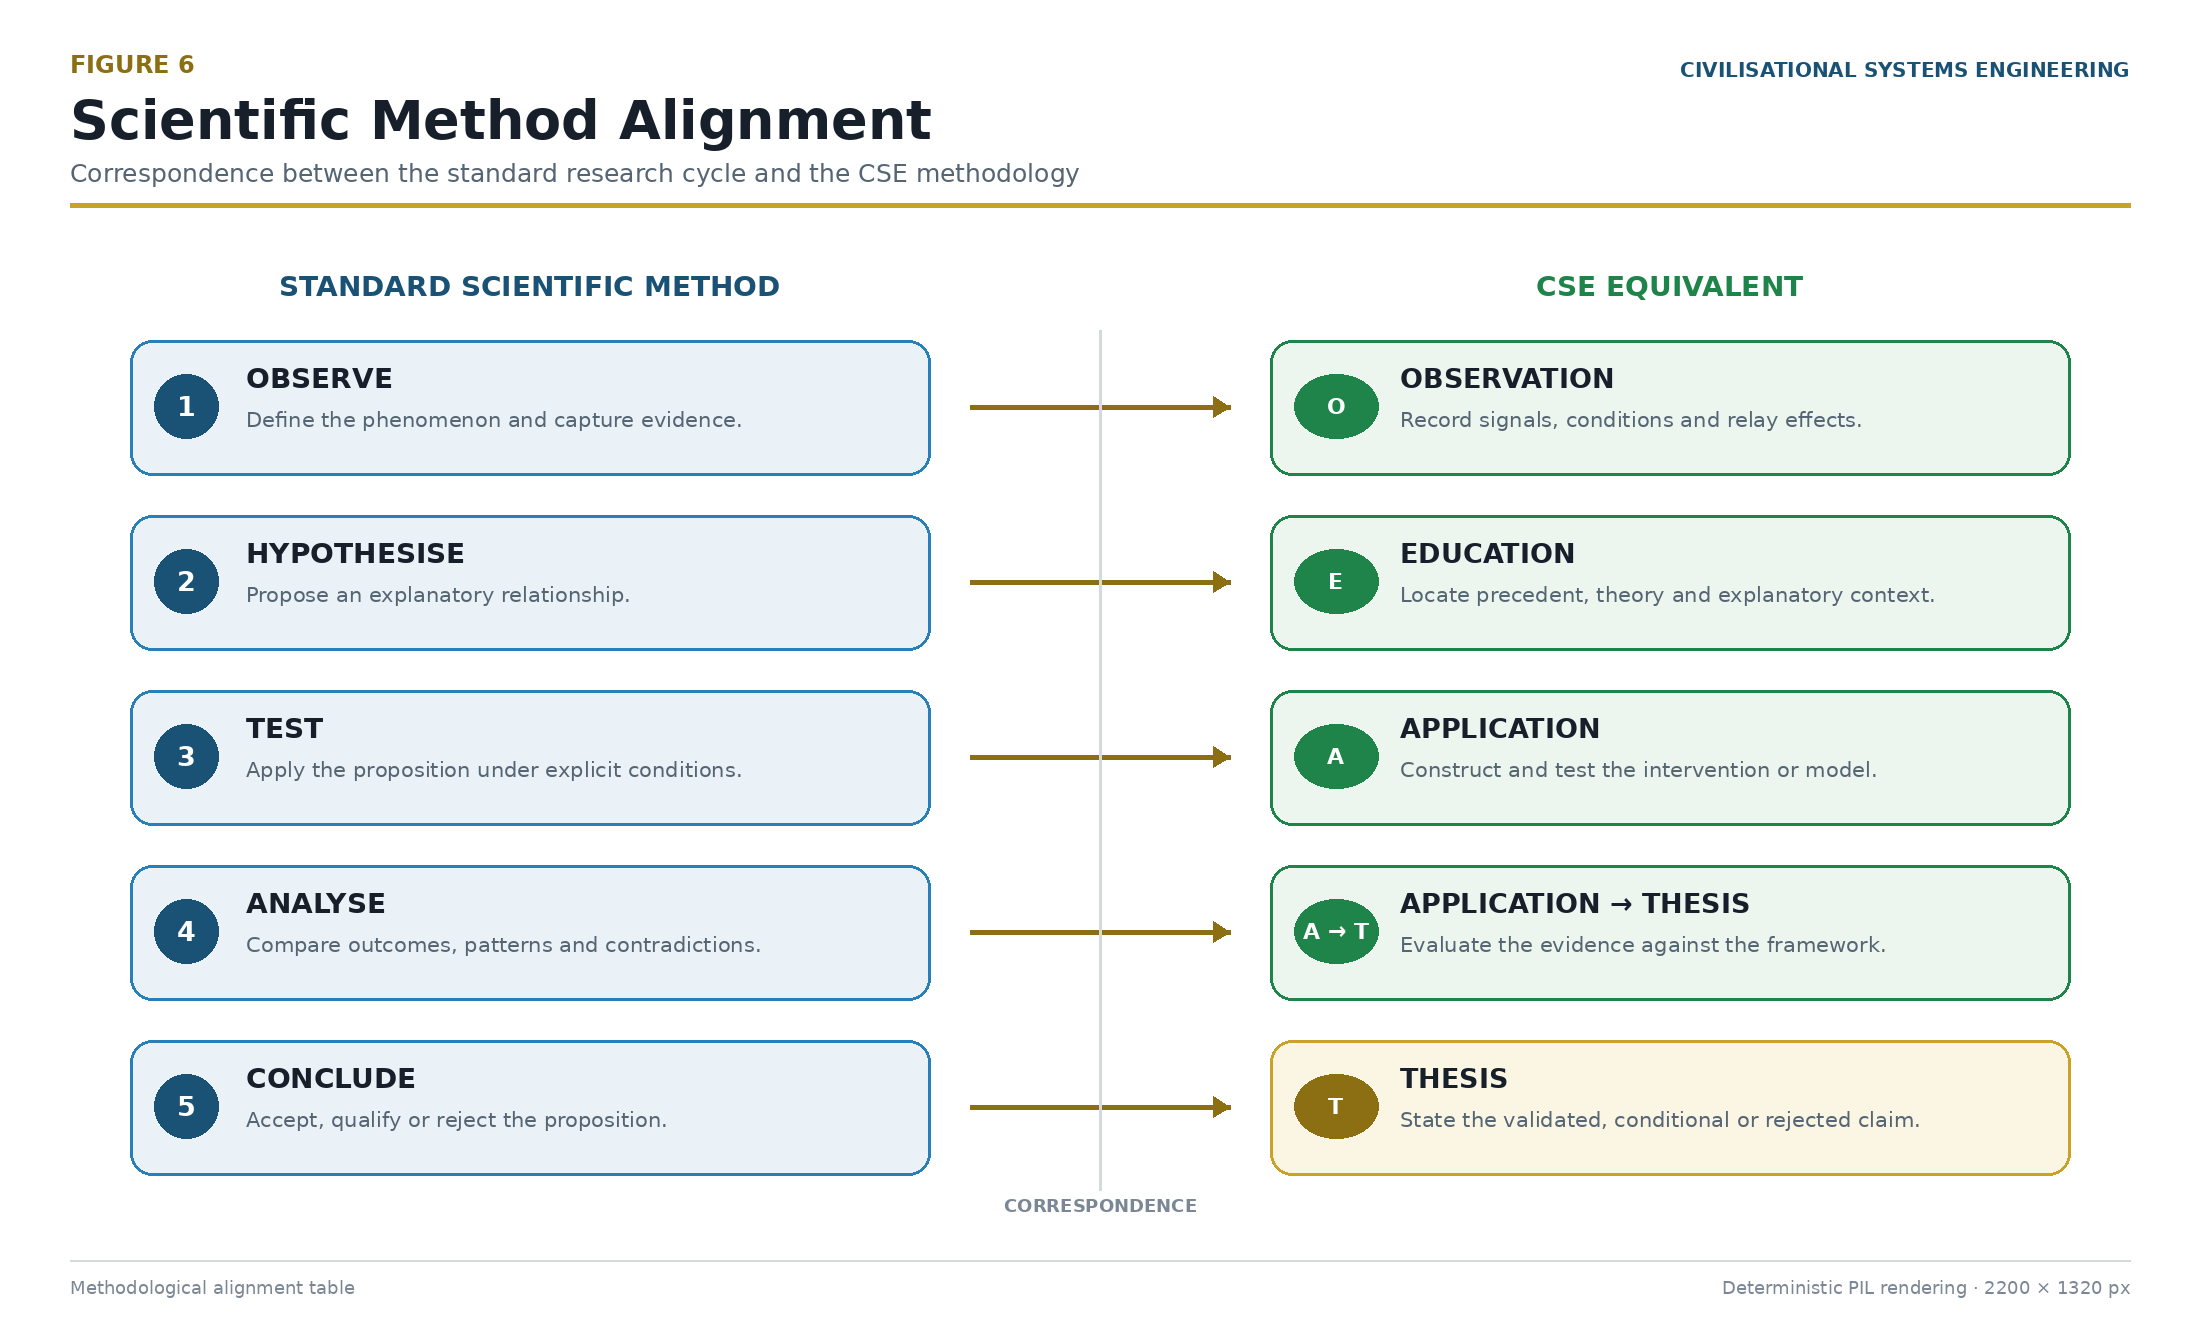 FIGURE 6
CIVILISATIONAL SYSTEMS ENGINEERING
Scientific Method Alignment
Correspondence between the standard research cycle and the CSE methodology
STANDARD SCIENTIFIC METHOD
CSE EQUIVALENT
1
OBSERVE
Define the phenomenon and capture evidence.
O
OBSERVATION
Record signals, conditions and relay effects.
2
HYPOTHESISE
Propose an explanatory relationship.
E
EDUCATION
Locate precedent, theory and explanatory context.
3
TEST
Apply the proposition under explicit conditions.
A
APPLICATION
Construct and test the intervention or model.
4
ANALYSE
Compare outcomes, patterns and contradictions.
A → T
APPLICATION → THESIS
Evaluate the evidence against the framework.
5
CONCLUDE
Accept, qualify or reject the proposition.
T
THESIS
State the validated, conditional or rejected claim.
CORRESPONDENCE
Methodological alignment table
Deterministic PIL rendering · 2200 × 1320 px